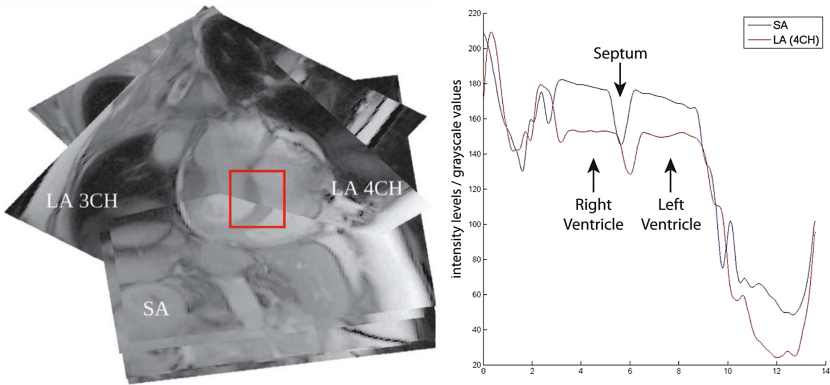 LA 3CH
LA 4CH
SA
intensity levels / grayscale values
220
200
180
160
140
120
100
80
60
40
20
0
2
4
6
8
10
12
14
Septum
Right
Ventricle
Left
Ventricle
SA
LA (4CH)